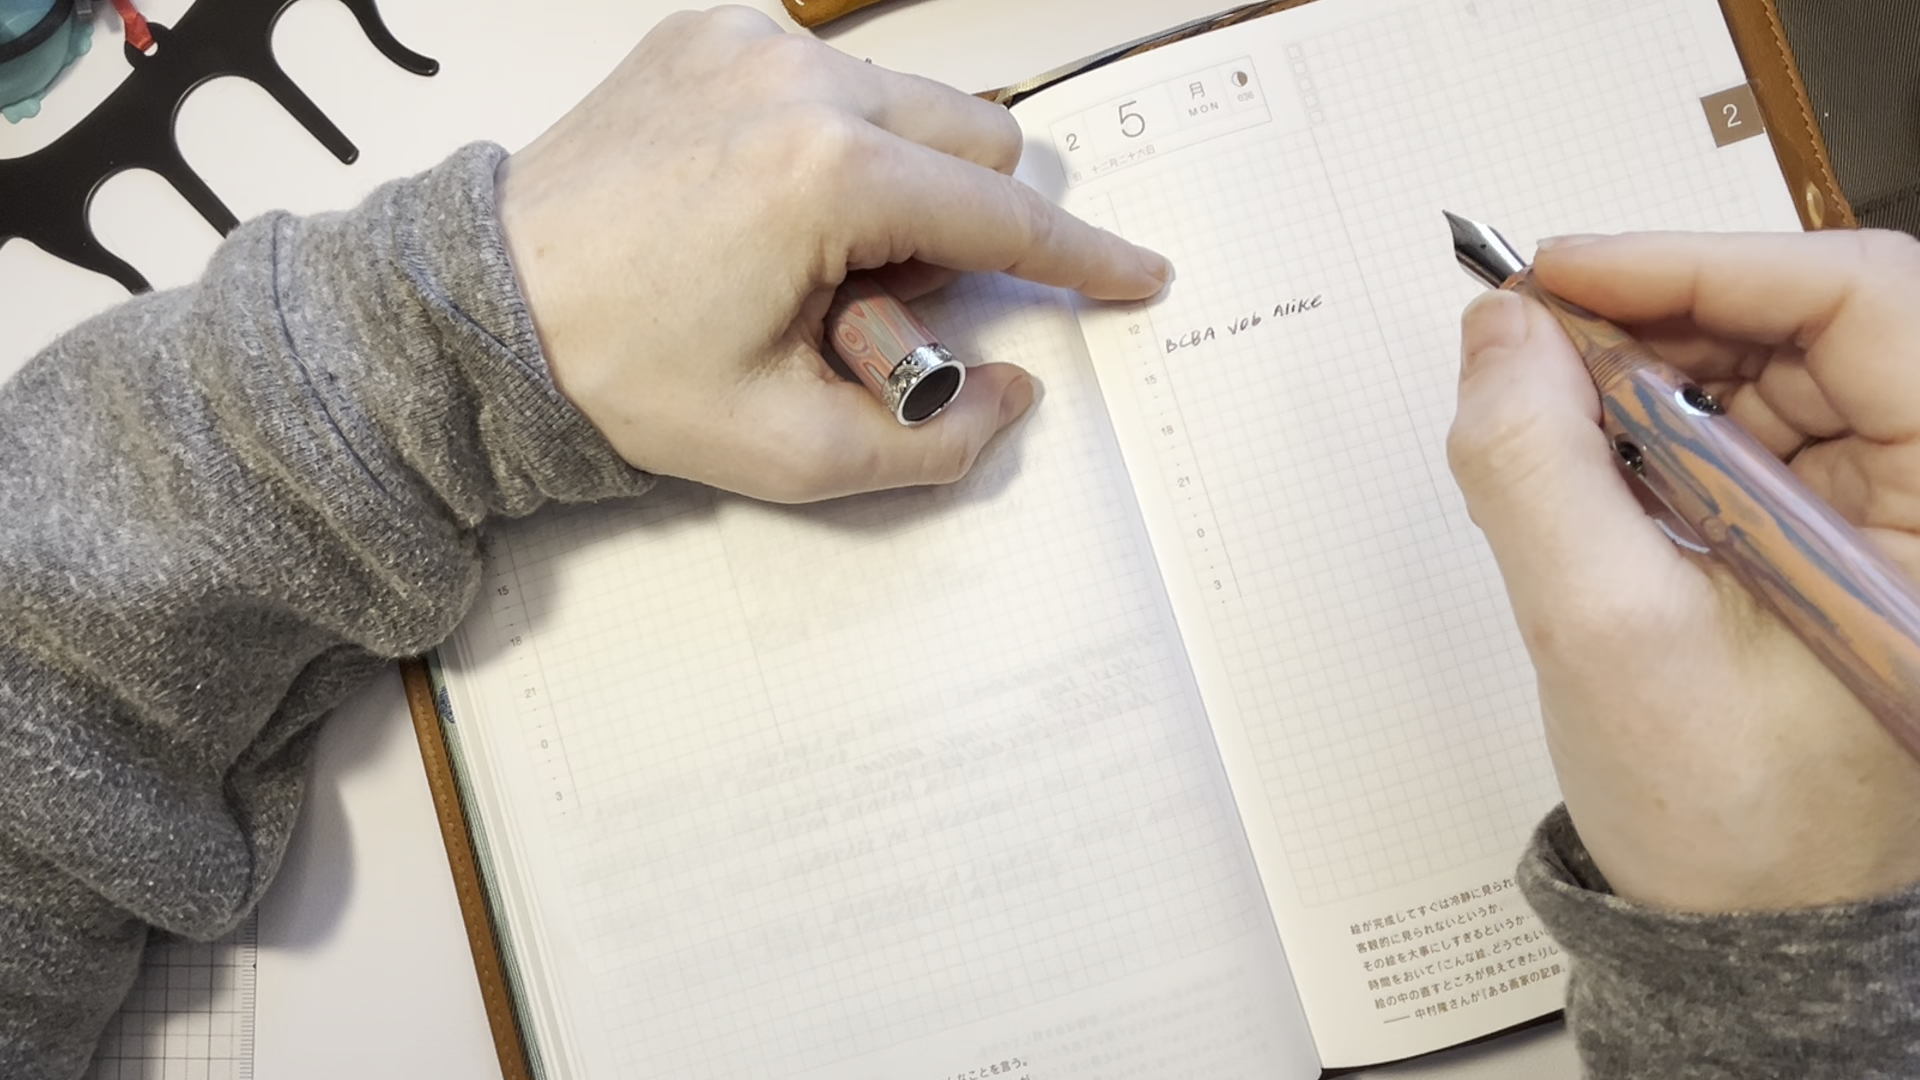 2 5 月 MON 036
十二月二十六日
2
BCBA Vob Alike
12
15
18
21
0
3
15
18
21
0
3
絵が完成してすぐは冷静に見られ
客観的に見られないというか、
その絵を大事にしすぎるというか…
時間をおいて「こんな絵、どうでもい
絵の中の直すところが見えてきたりし
── 中村隆さんが『ある画家の記録。
なことを言う。